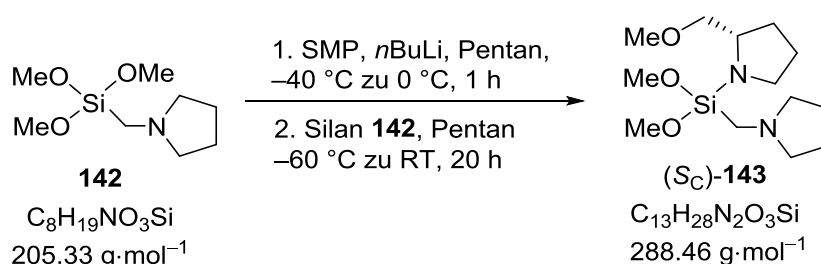 MeO OMe
Si
MeO N
142
C₈H₁₉NO₃Si
205.33 g·mol⁻¹
1. SMP, nBuLi, Pentan,
–40 °C zu 0 °C, 1 h
2. Silan 142, Pentan
–60 °C zu RT, 20 h
MeO
MeO N
Si
MeO N
(S_C)-143
C₁₃H₂₈N₂O₃Si
288.46 g·mol⁻¹